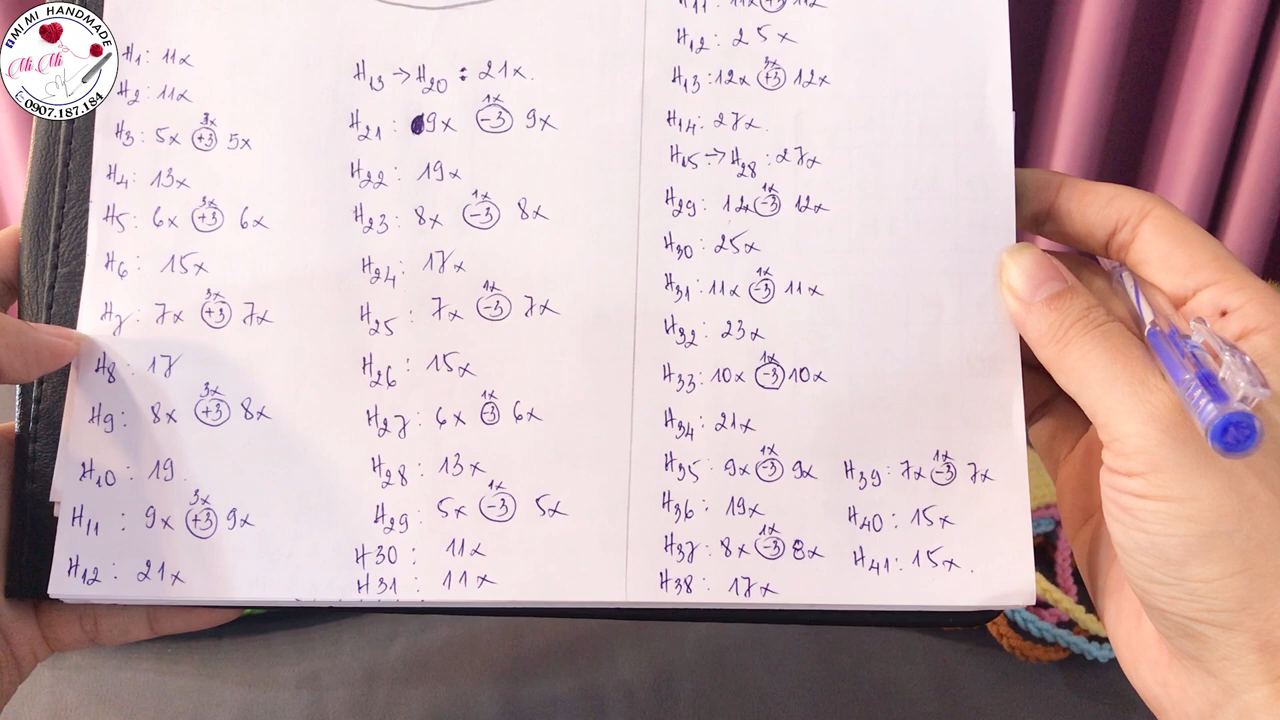 MI MI HANDMADE
Mi.Mi
0907.187.184
H1: 11x
H2: 11x
H3: 5x (+3) 3x 5x
H4: 13x
H5: 6x (+3) 3x 6x
H6: 15x
H7: 7x (+3) 3x 7x
H8: 17
H9: 8x (+3) 3x 8x
H10: 19.
H11: 9x (+3) 3x 9x
H12: 21x
H13 → H20: 21x.
H21: 9x (-3) 1x 9x
H22: 19x
H23: 8x (-3) 1x 8x
H24: 17x
H25: 7x (-3) 1x 7x
H26: 15x
H27: 6x (-3) 1x 6x
H28: 13x
H29: 5x (-3) 1x 5x
H30: 11x
H31: 11x
H11: 11x (+3) 11x
H12: 25x
H13: 12x (+3) 3x 12x
H14: 27x.
H15 → H28: 27x
H29: 12x (-3) 1x 12x
H30: 25x
H31: 11x (-3) 1x 11x
H32: 23x
H33: 10x (-3) 1x 10x
H34: 21x
H35: 9x (-3) 1x 9x
H36: 19x
H37: 8x (-3) 1x 8x
H38: 17x
H39: 7x (-3) 1x 7x
H40: 15x
H41: 15x.